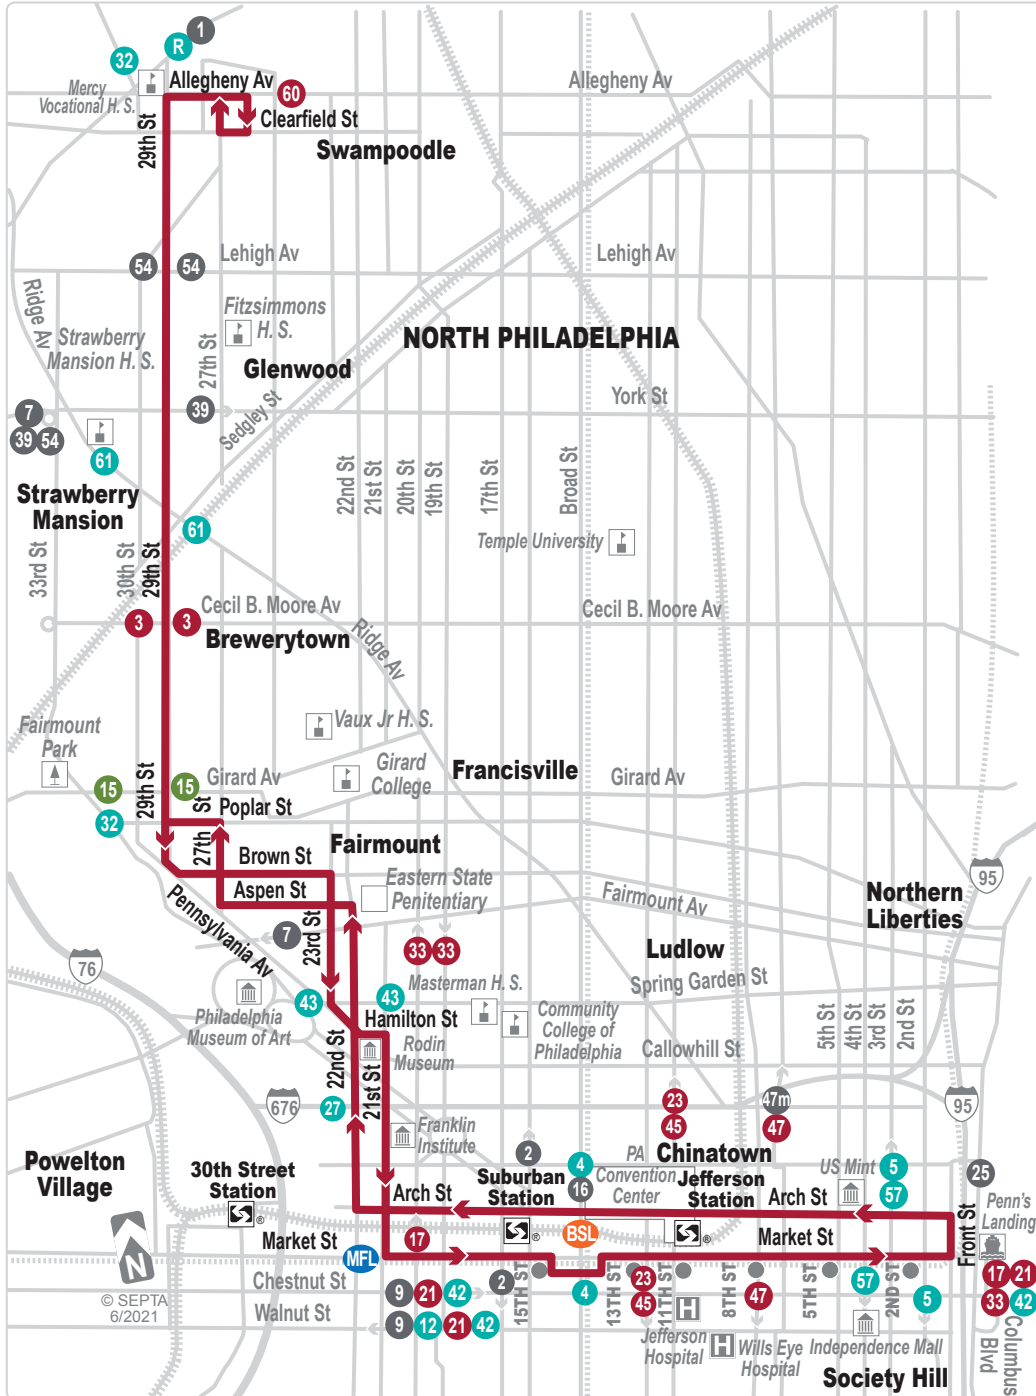 1
R
32
Mercy
Vocational H. S.
Allegheny Av
60
Allegheny Av
Clearfield St
29th St
Swampoodle
Lehigh Av
Lehigh Av
54
54
Ridge Av
Strawberry
Mansion H. S.
Fitzsimmons
H. S.
27th St
NORTH PHILADELPHIA
Glenwood
7
39
39
54
Sedgley St
York St
61
Strawberry
Mansion
22nd St
21st St
20th St
19th St
17th St
Broad St
61
Temple University
33rd St
30th St
29th St
3
3
Cecil B. Moore Av
Cecil B. Moore Av
Brewerytown
Ridge Av
Fairmount
Park
Vaux Jr H. S.
Girard
College
Francisville
15
15
Girard Av
Girard Av
29th St
32
27th St
Poplar St
Brown St
Fairmount
Aspen St
Eastern State
Penitentiary
Fairmount Av
95
Northern
Liberties
Pennsylvania Av
23rd St
7
33
33
Ludlow
76
Masterman H. S.
Spring Garden St
43
43
Philadelphia
Museum of Art
Hamilton St
Rodin
Museum
Community
College of
Philadelphia
Callowhill St
5th St
4th St
3rd St
2nd St
22nd St
21st St
676
27
23
45
47m
47
95
Franklin
Institute
2
4
16
PA
Convention
Center
Chinatown
US Mint
5
57
25
Powelton
Village
30th Street
Station
®
Suburban
Station
®
Jefferson
Station
®
Arch St
Arch St
Penn's
Landing
Market St
MFL
17
BSL
Market St
Front St
N
Chestnut St
9
21
42
2
15TH ST
4
13TH ST
23
45
11TH ST
8TH ST
47
5TH ST
57
2ND ST
5
17
21
33
42
© SEPTA
6/2021
Walnut St
9
12
21
42
H
Jefferson
Hospital
H
Wills Eye
Hospital
Independence Mall
Columbus
Blvd
Society Hill